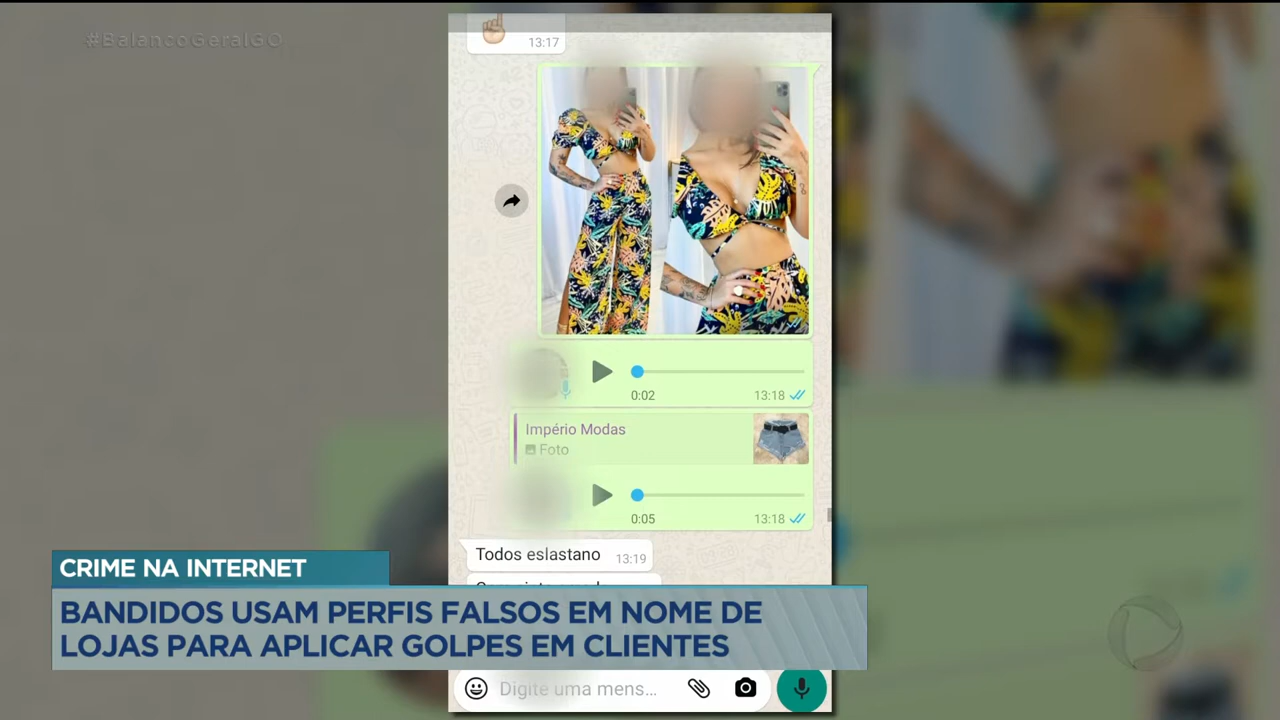 #BalancoGeralGO
13:17
0:02
13:18
Império Modas
Foto
0:05
13:18
Todos eslastano
13:19
CRIME NA INTERNET
BANDIDOS USAM PERFIS FALSOS EM NOME DE
LOJAS PARA APLICAR GOLPES EM CLIENTES
Digite uma mens...